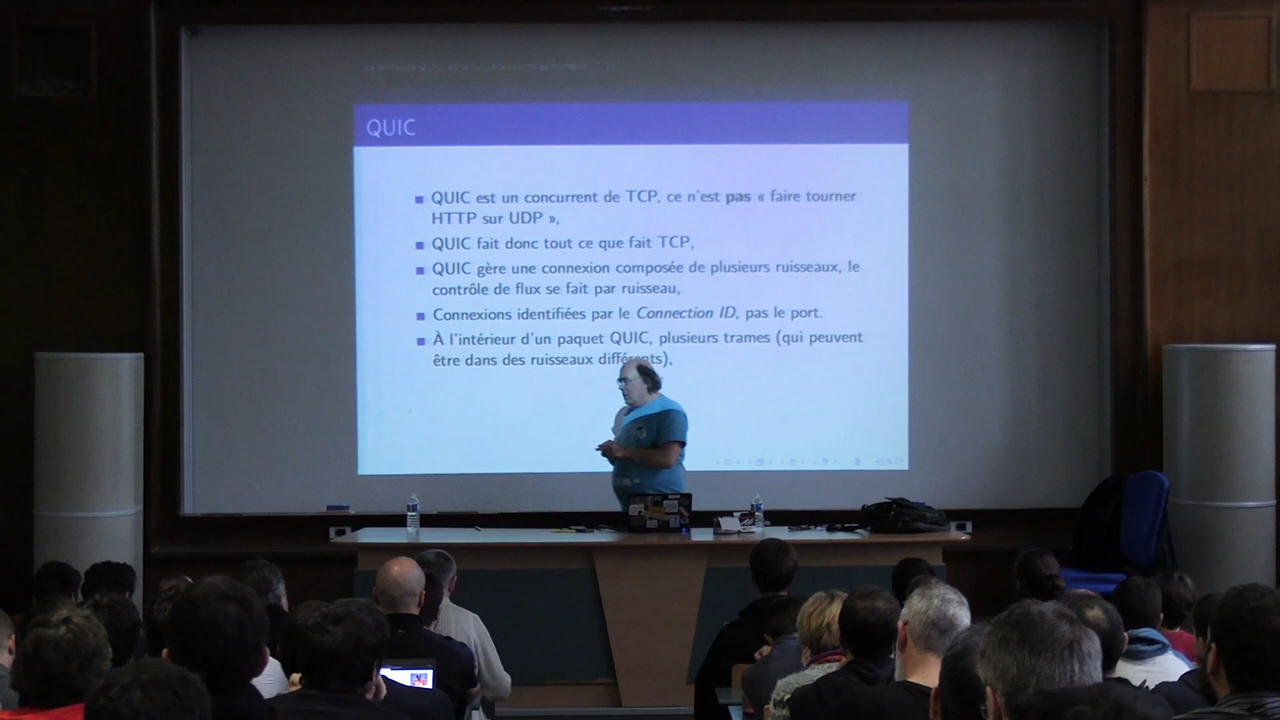 QUIC
QUIC est un concurrent de TCP, ce n'est pas « faire tourner
HTTP sur UDP »,
QUIC fait donc tout ce que fait TCP,
QUIC gère une connexion composée de plusieurs ruisseaux, le
contrôle de flux se fait par ruisseau,
Connexions identifiées par le Connection ID, pas le port.
À l'intérieur d'un paquet QUIC, plusieurs trames (qui peuvent
être dans des ruisseaux différents),